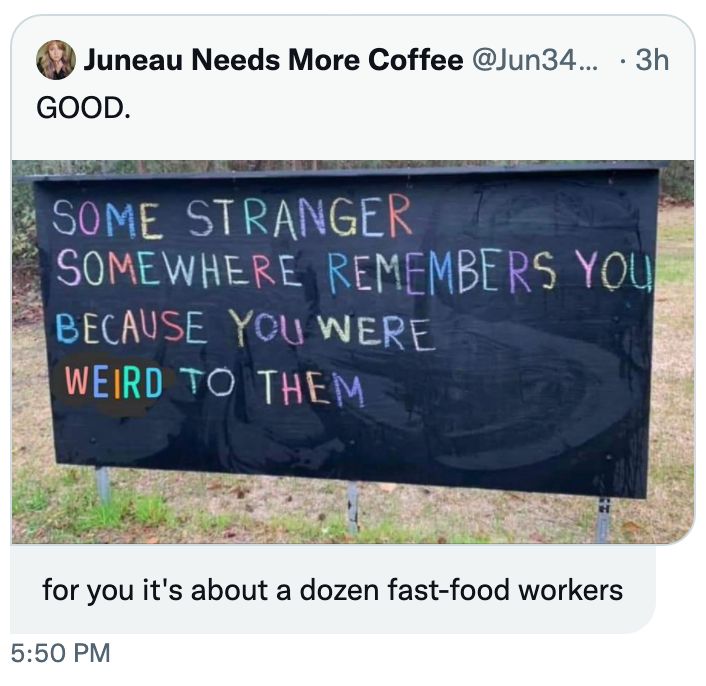 Juneau Needs More Coffee @Jun34... · 3h
GOOD.
SOME STRANGER
SOMEWHERE REMEMBERS YOU
BECAUSE YOU WERE
WEIRD TO THEM
for you it's about a dozen fast-food workers
5:50 PM